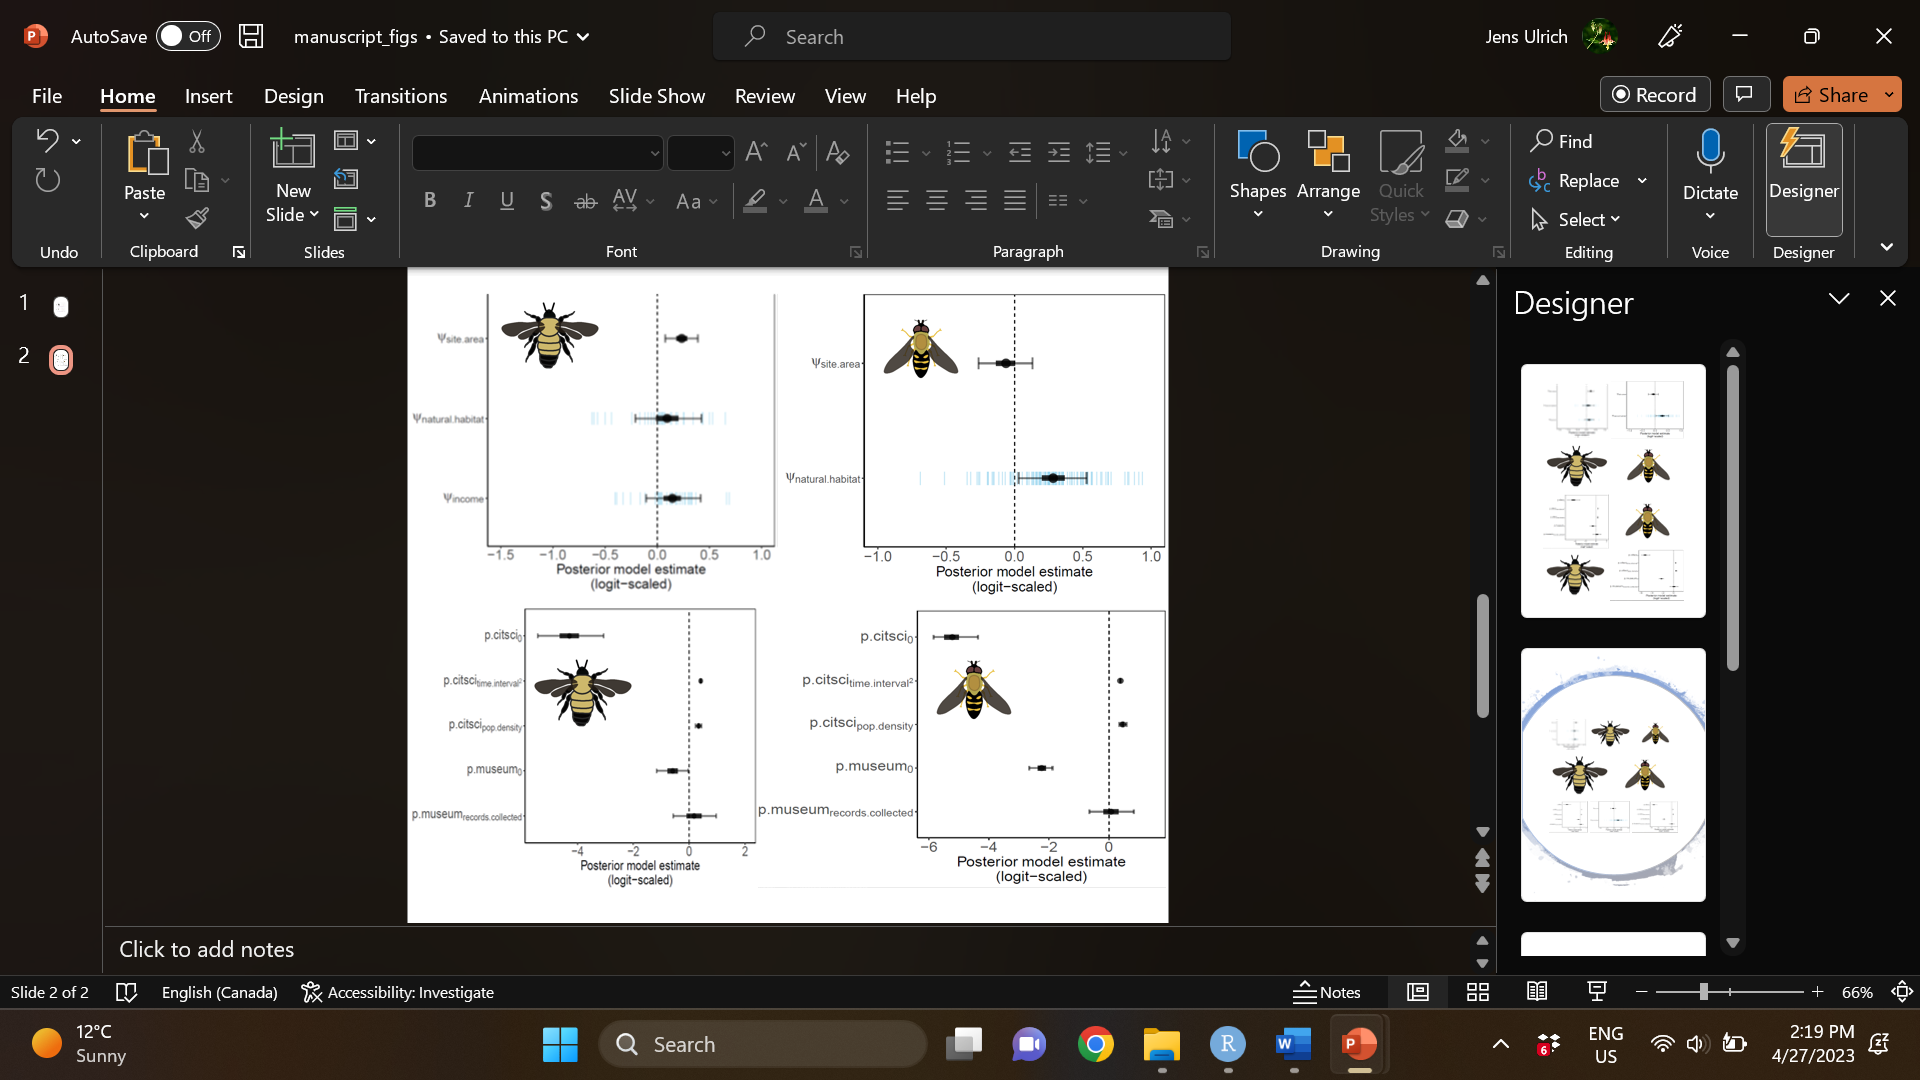 AutoSave Off manuscript_figs • Saved to this PC Search Jens Ulrich
File Home Insert Design Transitions Animations Slide Show Review View Help Record Share
Paste New Slide
B I U S ab AV Aa A
Shapes Arrange Quick Styles
Find
Replace
Select
Dictate Designer
Undo Clipboard Slides Font Paragraph Drawing Editing Voice Designer
1
2
Ψsite.area
Ψnatural.habitat
Ψincome
−1.5 −1.0 −0.5 0.0 0.5 1.0
Posterior model estimate
(logit−scaled)
Ψsite.area
Ψnatural.habitat
−1.0 −0.5 0.0 0.5 1.0
Posterior model estimate
(logit−scaled)
p.citsci0
p.citscitime.interval²
p.citscipop.density
p.museum0
p.museumrecords.collected
−4 −2 0 2
Posterior model estimate
(logit−scaled)
p.citsci0
p.citscitime.interval²
p.citscipop.density
p.museum0
p.museumrecords.collected
−6 −4 −2 0
Posterior model estimate
(logit−scaled)
Designer
Click to add notes
Slide 2 of 2 English (Canada) Accessibility: Investigate Notes 66%
12°C
Sunny
Search
6
ENG
US
2:19 PM
4/27/2023